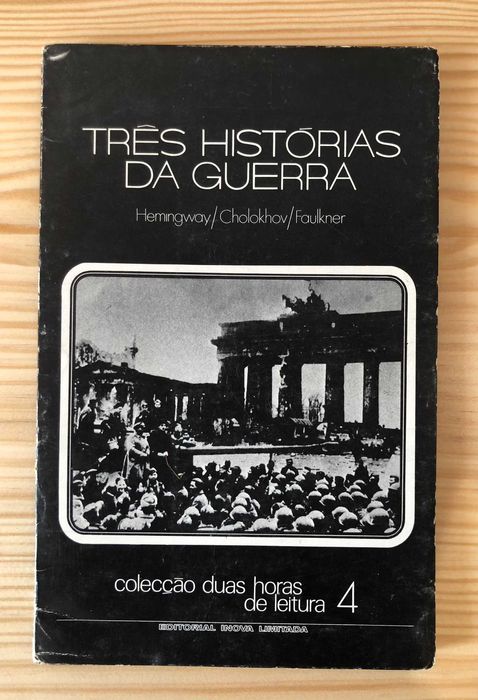 TRÊS HISTÓRIAS
DA GUERRA
Hemingway/Cholokhov/Faulkner
colecção duas horas
de leitura 4
EDITORIAL INOVA LIMITADA